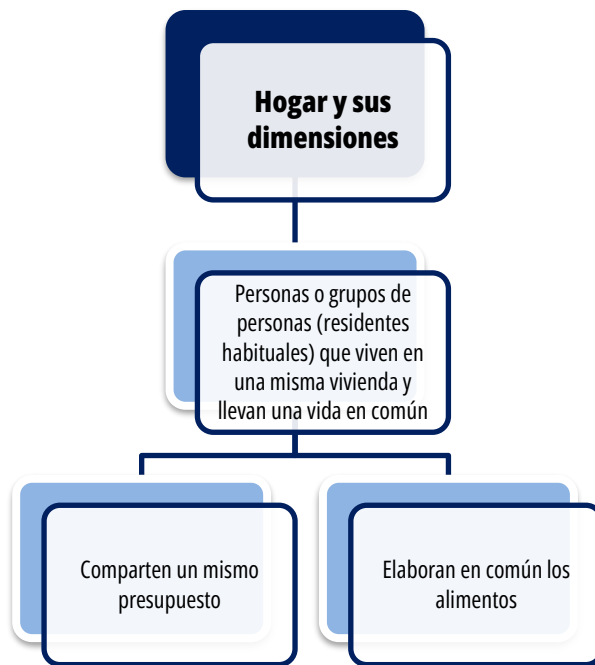 Hogar y sus
dimensiones
Personas o grupos de
personas (residentes
habituales) que viven en
una misma vivienda y
llevan una vida en común
Comparten un mismo
presupuesto
Elaboran en común los
alimentos